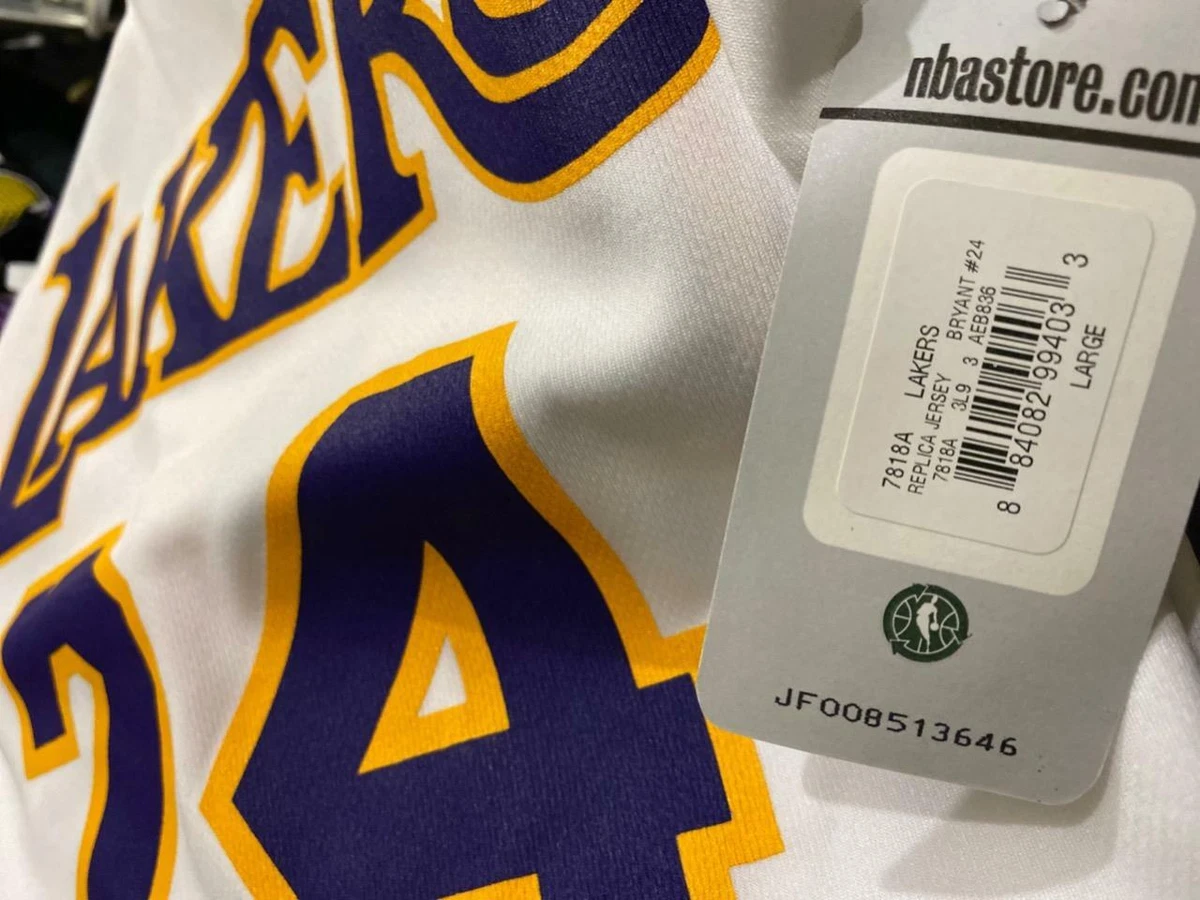 LAKERS
24
nbastore.com
7818A LAKERS
REPLICA JERSEY BRYANT #24
7818A 3L9 3 AEB836
8 84082 99403 3
LARGE
JF008513646